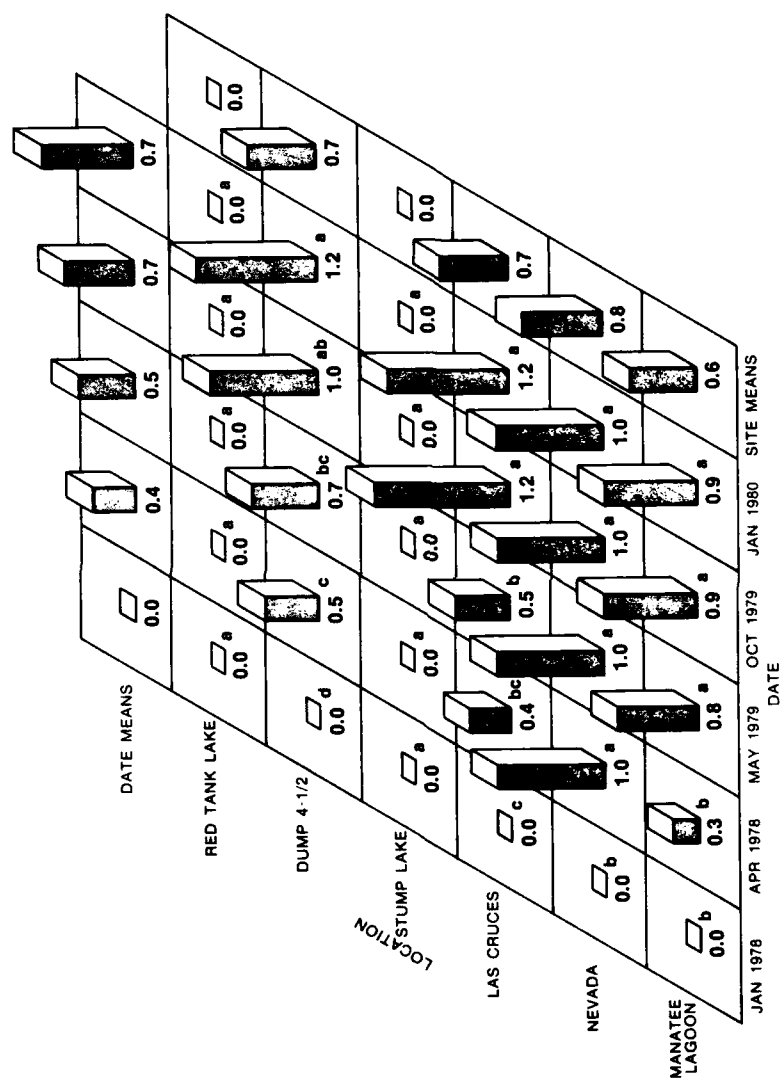 DATE MEANS 0.0 0.4 0.5 0.7 0.7
RED TANK LAKE 0.0 a 0.0 a 0.0 a 0.0 a 0.0 a 0.0
DUMP 4-1/2 0.0 d 0.5 c 0.7 bc 1.0 ab 1.2 a 0.7
LOCATION
STUMP LAKE 0.0 a 0.0 a 0.0 a 0.0 a 0.0 a 0.0
LAS CRUCES 0.0 c 0.4 bc 0.5 b 1.2 a 1.2 a 0.7
NEVADA 0.0 b 1.0 a 1.0 a 1.0 a 1.0 a 0.8
MANATEE
LAGOON 0.0 b 0.3 b 0.8 a 0.9 a 0.9 a 0.6
JAN 1978 APR 1978 MAY 1979 OCT 1979 JAN 1980 SITE MEANS
DATE